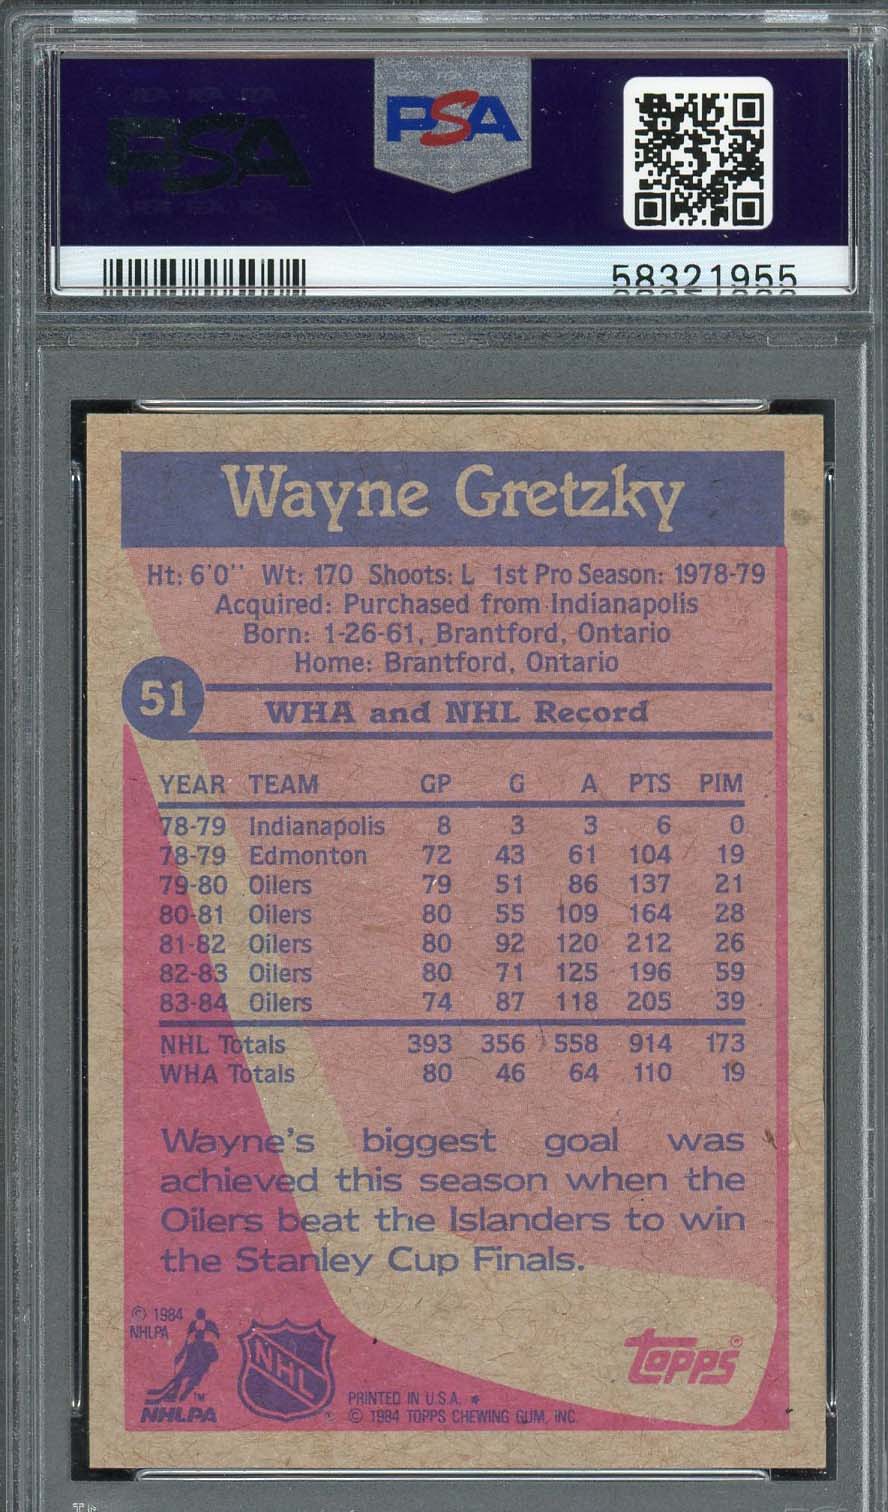 PSA
PSA
58321955
Wayne Gretzky
Ht: 6'0" Wt: 170 Shoots: L 1st Pro Season: 1978-79
Acquired: Purchased from Indianapolis
Born: 1-26-61, Brantford, Ontario
Home: Brantford, Ontario
51
WHA and NHL Record
YEAR TEAM GP G A PTS PIM
78-79 Indianapolis 8 3 3 6 0
78-79 Edmonton 72 43 61 104 19
79-80 Oilers 79 51 86 137 21
80-81 Oilers 80 55 109 164 28
81-82 Oilers 80 92 120 212 26
82-83 Oilers 80 71 125 196 59
83-84 Oilers 74 87 118 205 39
NHL Totals 393 356 558 914 173
WHA Totals 80 46 64 110 19
Wayne's biggest goal was
achieved this season when the
Oilers beat the Islanders to win
the Stanley Cup Finals.
© 1984
NHLPA
TM
NHLPA
NHL
®
PRINTED IN U.S.A. *
© 1984 TOPPS CHEWING GUM, INC.
topps®